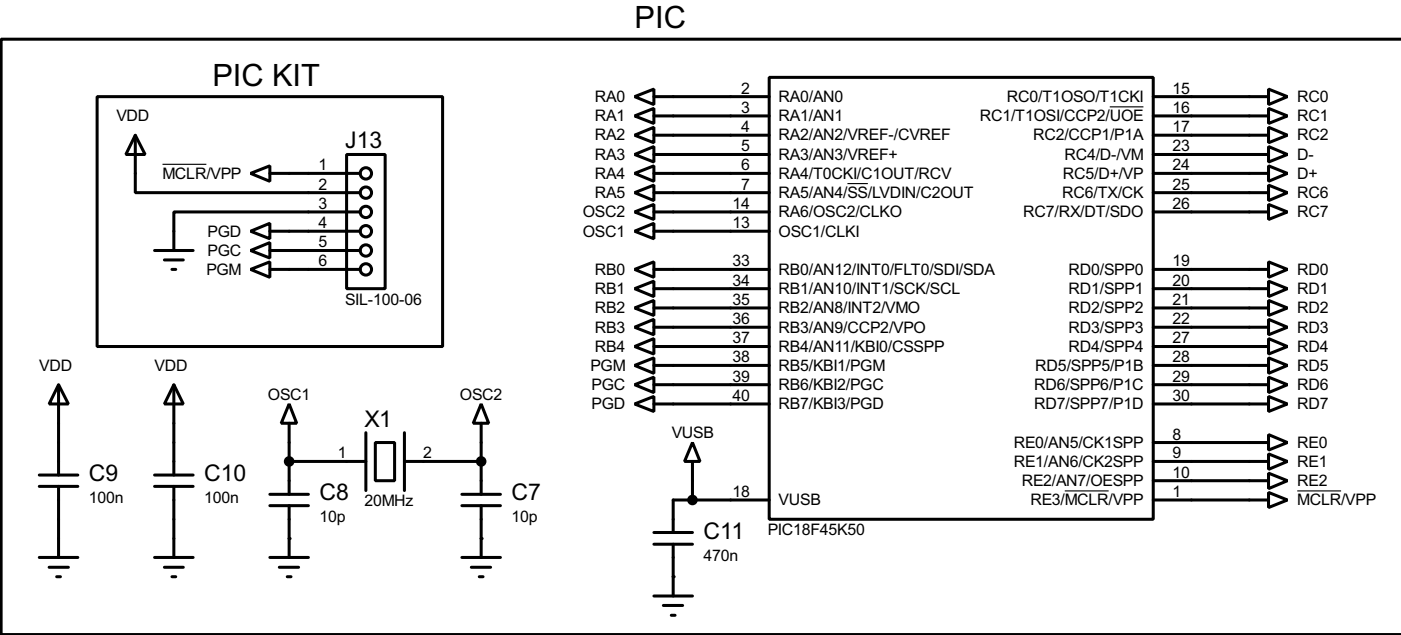 PIC
PIC KIT
VDD
J13
MCLR/VPP 1
2
3
PGD 4
PGC 5
PGM 6
SIL-100-06
VDD
C9
100n
VDD
C10
100n
OSC1
OSC2
X1
1 2
20MHz
C8
10p
C7
10p
RA0 2 RA0/AN0
RA1 3 RA1/AN1
RA2 4 RA2/AN2/VREF-/CVREF
RA3 5 RA3/AN3/VREF+
RA4 6 RA4/T0CKI/C1OUT/RCV
RA5 7 RA5/AN4/SS/LVDIN/C2OUT
OSC2 14 RA6/OSC2/CLKO
OSC1 13 OSC1/CLKI
RB0 33 RB0/AN12/INT0/FLT0/SDI/SDA
RB1 34 RB1/AN10/INT1/SCK/SCL
RB2 35 RB2/AN8/INT2/VMO
RB3 36 RB3/AN9/CCP2/VPO
RB4 37 RB4/AN11/KBI0/CSSPP
PGM 38 RB5/KBI1/PGM
PGC 39 RB6/KBI2/PGC
PGD 40 RB7/KBI3/PGD
VUSB
18 VUSB
C11
470n
RC0/T1OSO/T1CKI 15 RC0
RC1/T1OSI/CCP2/UOE 16 RC1
RC2/CCP1/P1A 17 RC2
RC4/D-/VM 23 D-
RC5/D+/VP 24 D+
RC6/TX/CK 25 RC6
RC7/RX/DT/SDO 26 RC7
RD0/SPP0 19 RD0
RD1/SPP1 20 RD1
RD2/SPP2 21 RD2
RD3/SPP3 22 RD3
RD4/SPP4 27 RD4
RD5/SPP5/P1B 28 RD5
RD6/SPP6/P1C 29 RD6
RD7/SPP7/P1D 30 RD7
RE0/AN5/CK1SPP 8 RE0
RE1/AN6/CK2SPP 9 RE1
RE2/AN7/OESPP 10 RE2
RE3/MCLR/VPP 1 MCLR/VPP
PIC18F45K50